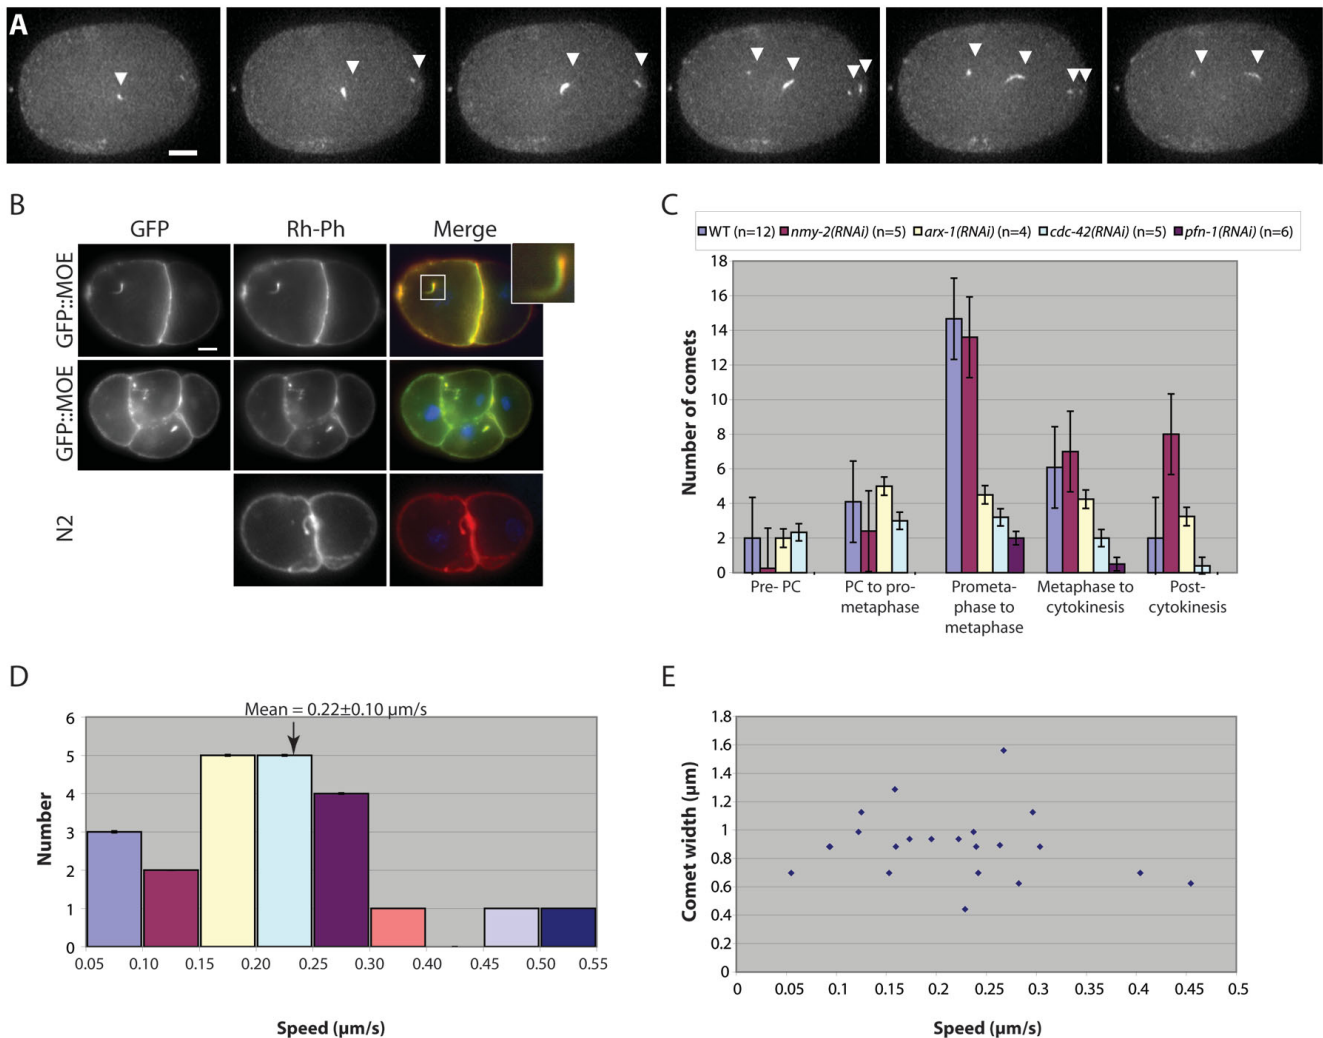 A
B
GFP
Rh-Ph
Merge
GFP::MOE
GFP::MOE
N2
C
WT (n=12) nmy-2(RNAi) (n=5) arx-1(RNAi) (n=4) cdc-42(RNAi) (n=5) pfn-1(RNAi) (n=6)
Number of comets
18
16
14
12
10
8
6
4
2
0
Pre- PC
PC to pro-
metaphase
Prometa-
phase to
metaphase
Metaphase to
cytokinesis
Post-
cytokinesis
D
Mean = 0.22±0.10 µm/s
Number
6
5
4
3
2
1
0
0.05 0.10 0.15 0.20 0.25 0.30 0.40 0.45 0.50 0.55
Speed (µm/s)
E
Comet width (µm)
1.8
1.6
1.4
1.2
1
0.8
0.6
0.4
0.2
0
0 0.05 0.1 0.15 0.2 0.25 0.3 0.35 0.4 0.45 0.5
Speed (µm/s)